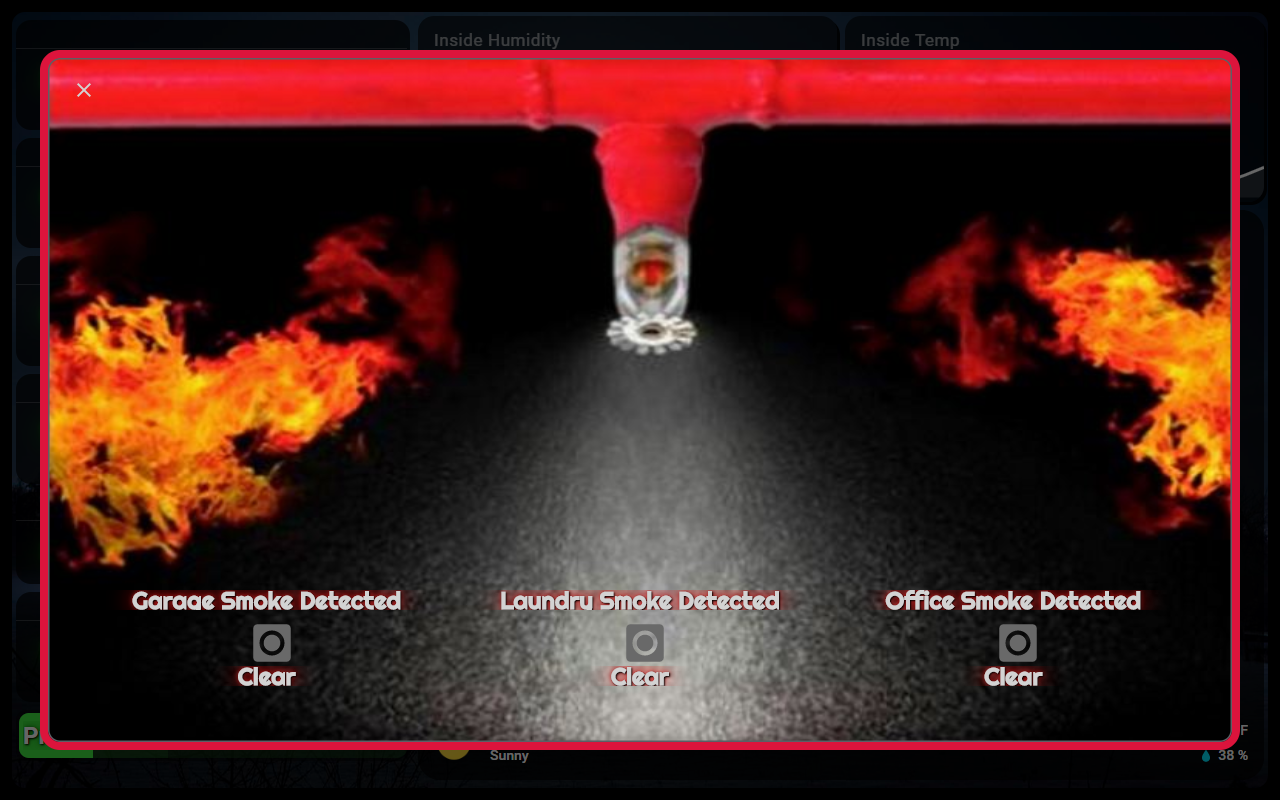 Inside Humidity
Inside Temp
Garage Smoke Detected
Laundry Smoke Detected
Office Smoke Detected
Clear
Clear
Clear
F
Sunny
38 %